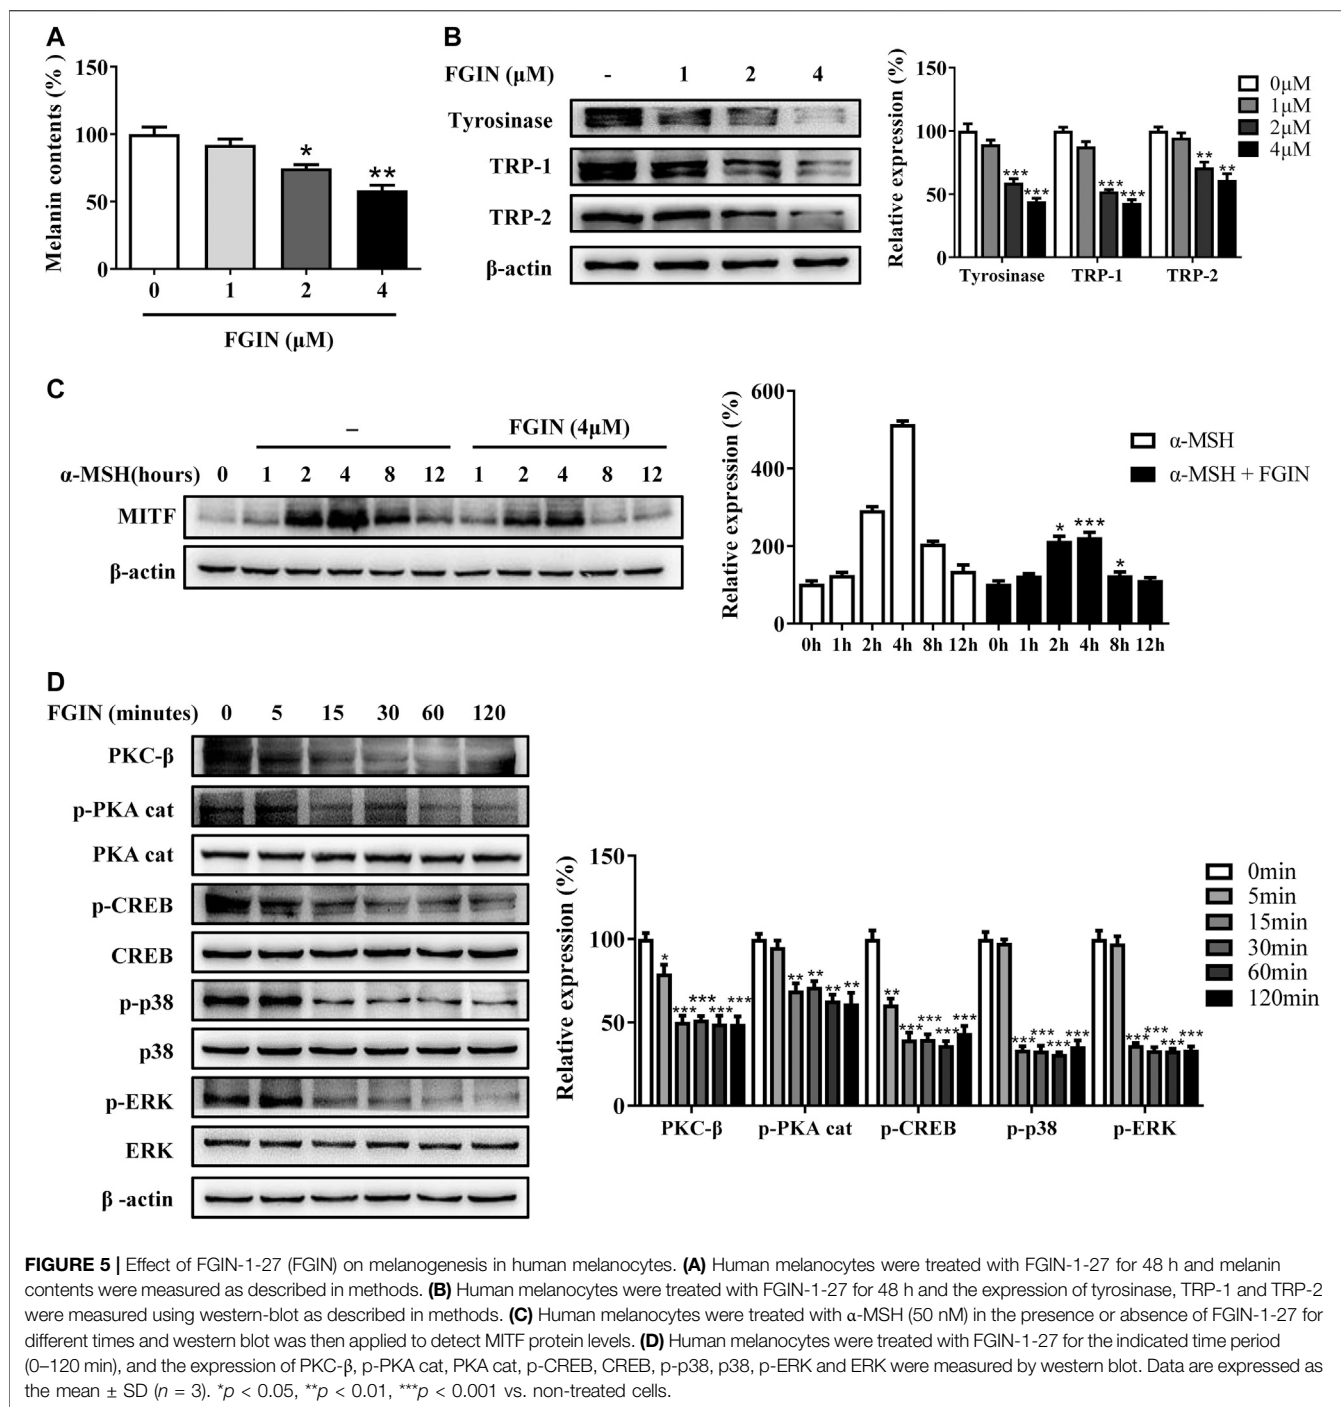 A
Melanin contents (% )
150
100
50
0
*
**
0 1 2 4
FGIN (μM)
B
FGIN (μM) - 1 2 4
Tyrosinase
TRP-1
TRP-2
β-actin
Relative expression (%)
150
100
50
0
*** *** *** *** ** **
Tyrosinase TRP-1 TRP-2
0μM
1μM
2μM
4μM
C
– FGIN (4μM)
α-MSH(hours) 0 1 2 4 8 12 1 2 4 8 12
MITF
β-actin
Relative expression (%)
600
400
200
0
* *** *
0h 1h 2h 4h 8h 12h 0h 1h 2h 4h 8h 12h
α-MSH
α-MSH + FGIN
D
FGIN (minutes) 0 5 15 30 60 120
PKC-β
p-PKA cat
PKA cat
p-CREB
CREB
p-p38
p38
p-ERK
ERK
β -actin
Relative expression (%)
150
100
50
0
* *** *** *** *** ** ** ** ** ** *** *** *** *** *** *** *** *** *** *** *** ***
PKC-β p-PKA cat p-CREB p-p38 p-ERK
0min
5min
15min
30min
60min
120min
FIGURE 5 | Effect of FGIN-1-27 (FGIN) on melanogenesis in human melanocytes. (A) Human melanocytes were treated with FGIN-1-27 for 48 h and melanin
contents were measured as described in methods. (B) Human melanocytes were treated with FGIN-1-27 for 48 h and the expression of tyrosinase, TRP-1 and TRP-2
were measured using western-blot as described in methods. (C) Human melanocytes were treated with α-MSH (50 nM) in the presence or absence of FGIN-1-27 for
different times and western blot was then applied to detect MITF protein levels. (D) Human melanocytes were treated with FGIN-1-27 for the indicated time period
(0–120 min), and the expression of PKC-β, p-PKA cat, PKA cat, p-CREB, CREB, p-p38, p38, p-ERK and ERK were measured by western blot. Data are expressed as
the mean ± SD (n = 3). *p < 0.05, **p < 0.01, ***p < 0.001 vs. non-treated cells.